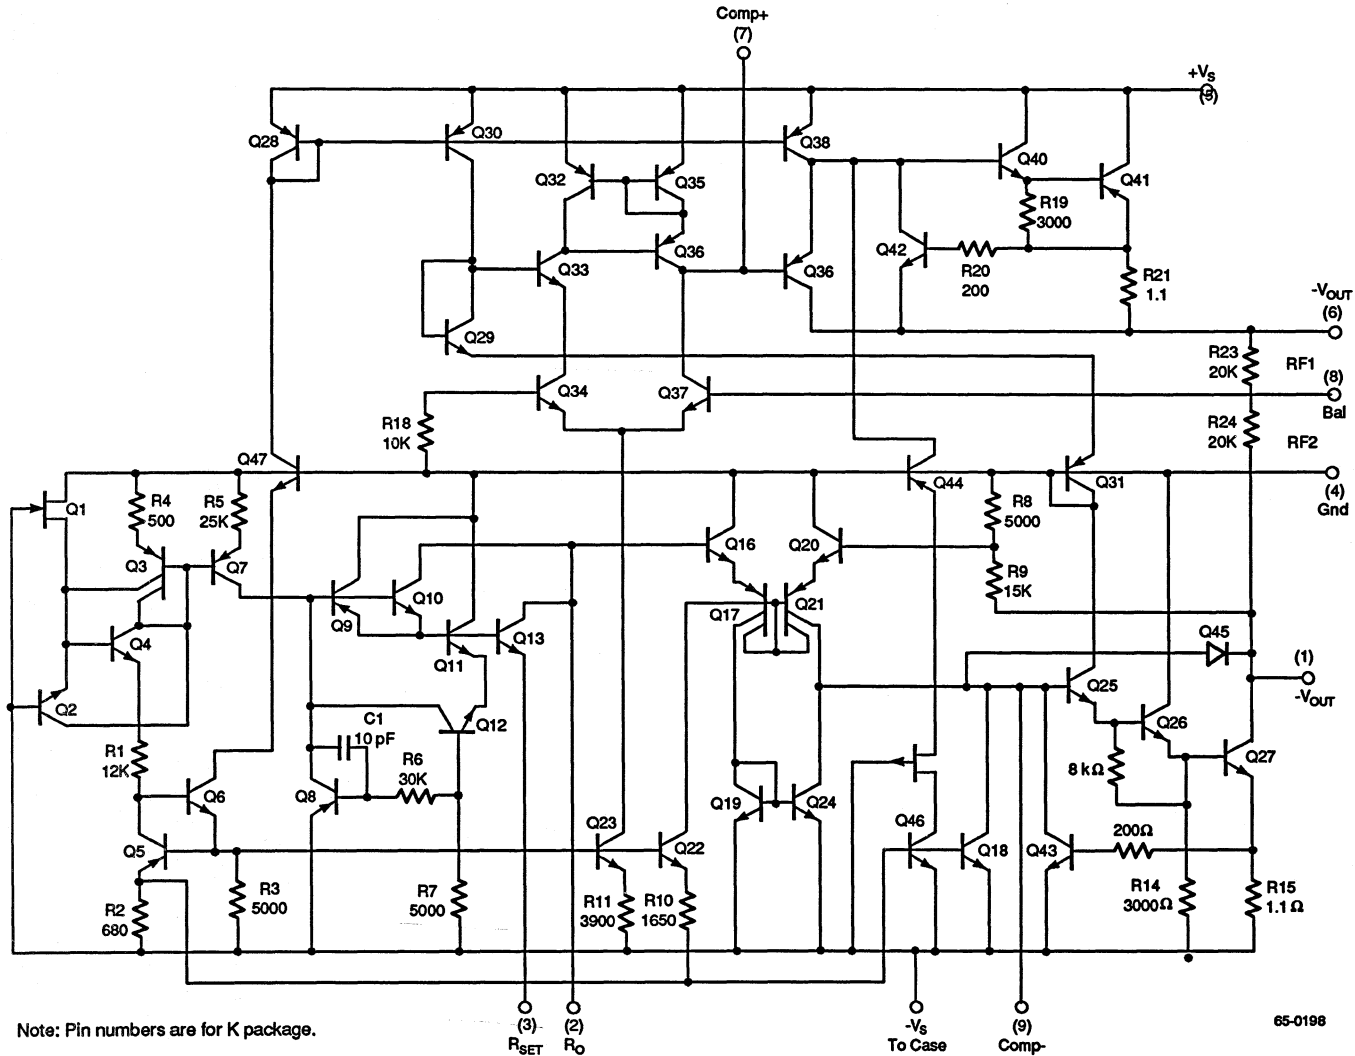 Comp+
(7)
+VS
(5)
Q28
Q30
Q38
Q40
Q41
Q32
Q35
R19
3000
Q42
Q33
Q36
Q36
R20
200
R21
1.1
-VOUT
(6)
Q29
R23
20K
RF1
(8)
Bal
Q34
Q37
R18
10K
R24
20K
RF2
Q47
Q44
Q31
(4)
Gnd
Q1
R4
500
R5
25K
R8
5000
Q3
Q7
Q16
Q20
R9
15K
Q10
Q9
Q17
Q21
Q4
Q11
Q13
Q45
(1)
-VOUT
Q2
Q25
Q12
Q26
C1
10 pF
R1
12K
R6
30K
8 kΩ
Q27
Q6
Q8
Q19
Q24
Q23
Q46
200Ω
Q5
Q22
Q18
Q43
R3
5000
R7
5000
R2
680
R11
3900
R10
1650
R14
3000Ω
R15
1.1 Ω
Note: Pin numbers are for K package.
(3)
RSET
(2)
RO
-VS
To Case
(9)
Comp-
65-0198